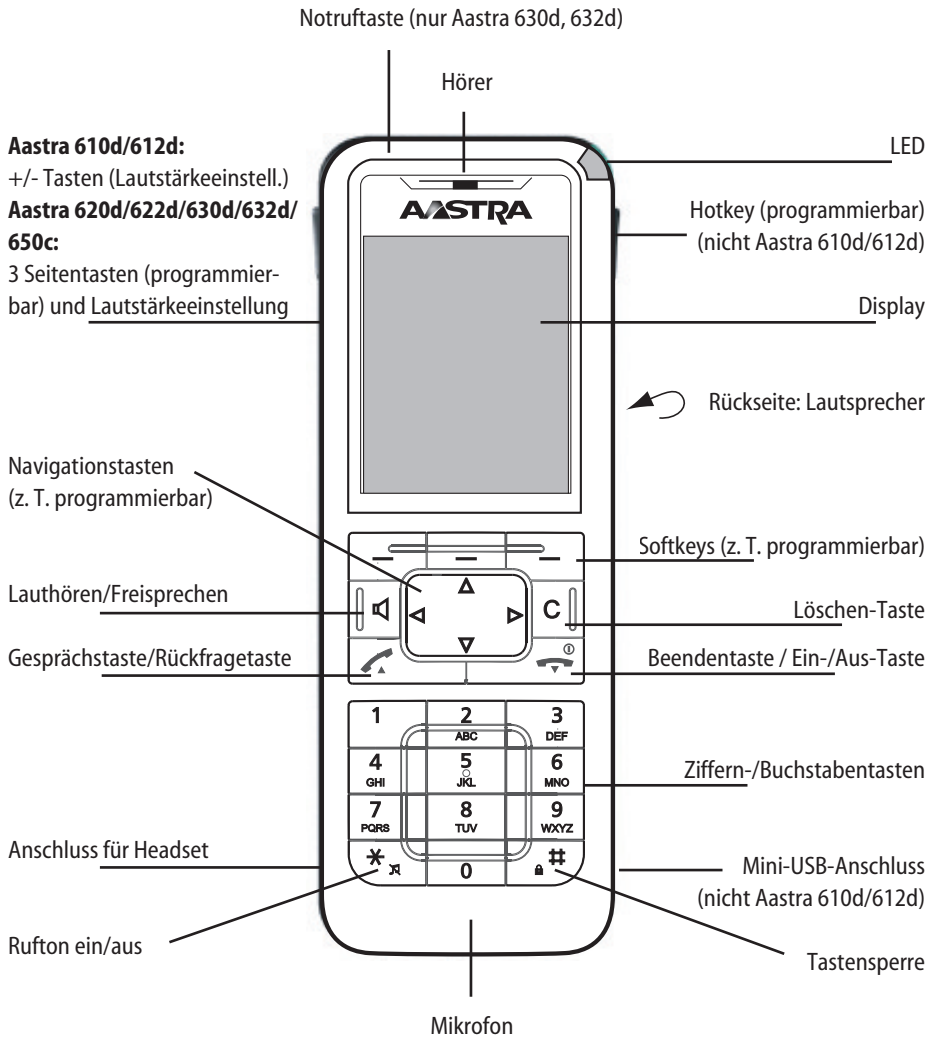 Notruftaste (nur Aastra 630d, 632d)
Hörer
Aastra 610d/612d:
+/- Tasten (Lautstärkeeinstell.)
Aastra 620d/622d/630d/632d/
650c:
3 Seitentasten (programmier-
bar) und Lautstärkeeinstellung
LED
Hotkey (programmierbar)
(nicht Aastra 610d/612d)
AASTRA
Display
Rückseite: Lautsprecher
Navigationstasten
(z. T. programmierbar)
Softkeys (z. T. programmierbar)
Lauthören/Freisprechen
C
Löschen-Taste
Gesprächstaste/Rückfragetaste
Beendentaste / Ein-/Aus-Taste
1 2 3
ABC DEF
4 5 6
GHI JKL MNO
Ziffern-/Buchstabentasten
7 8 9
PQRS TUV WXYZ
* 0 #
Anschluss für Headset
Mini-USB-Anschluss
(nicht Aastra 610d/612d)
Rufton ein/aus
Tastensperre
Mikrofon